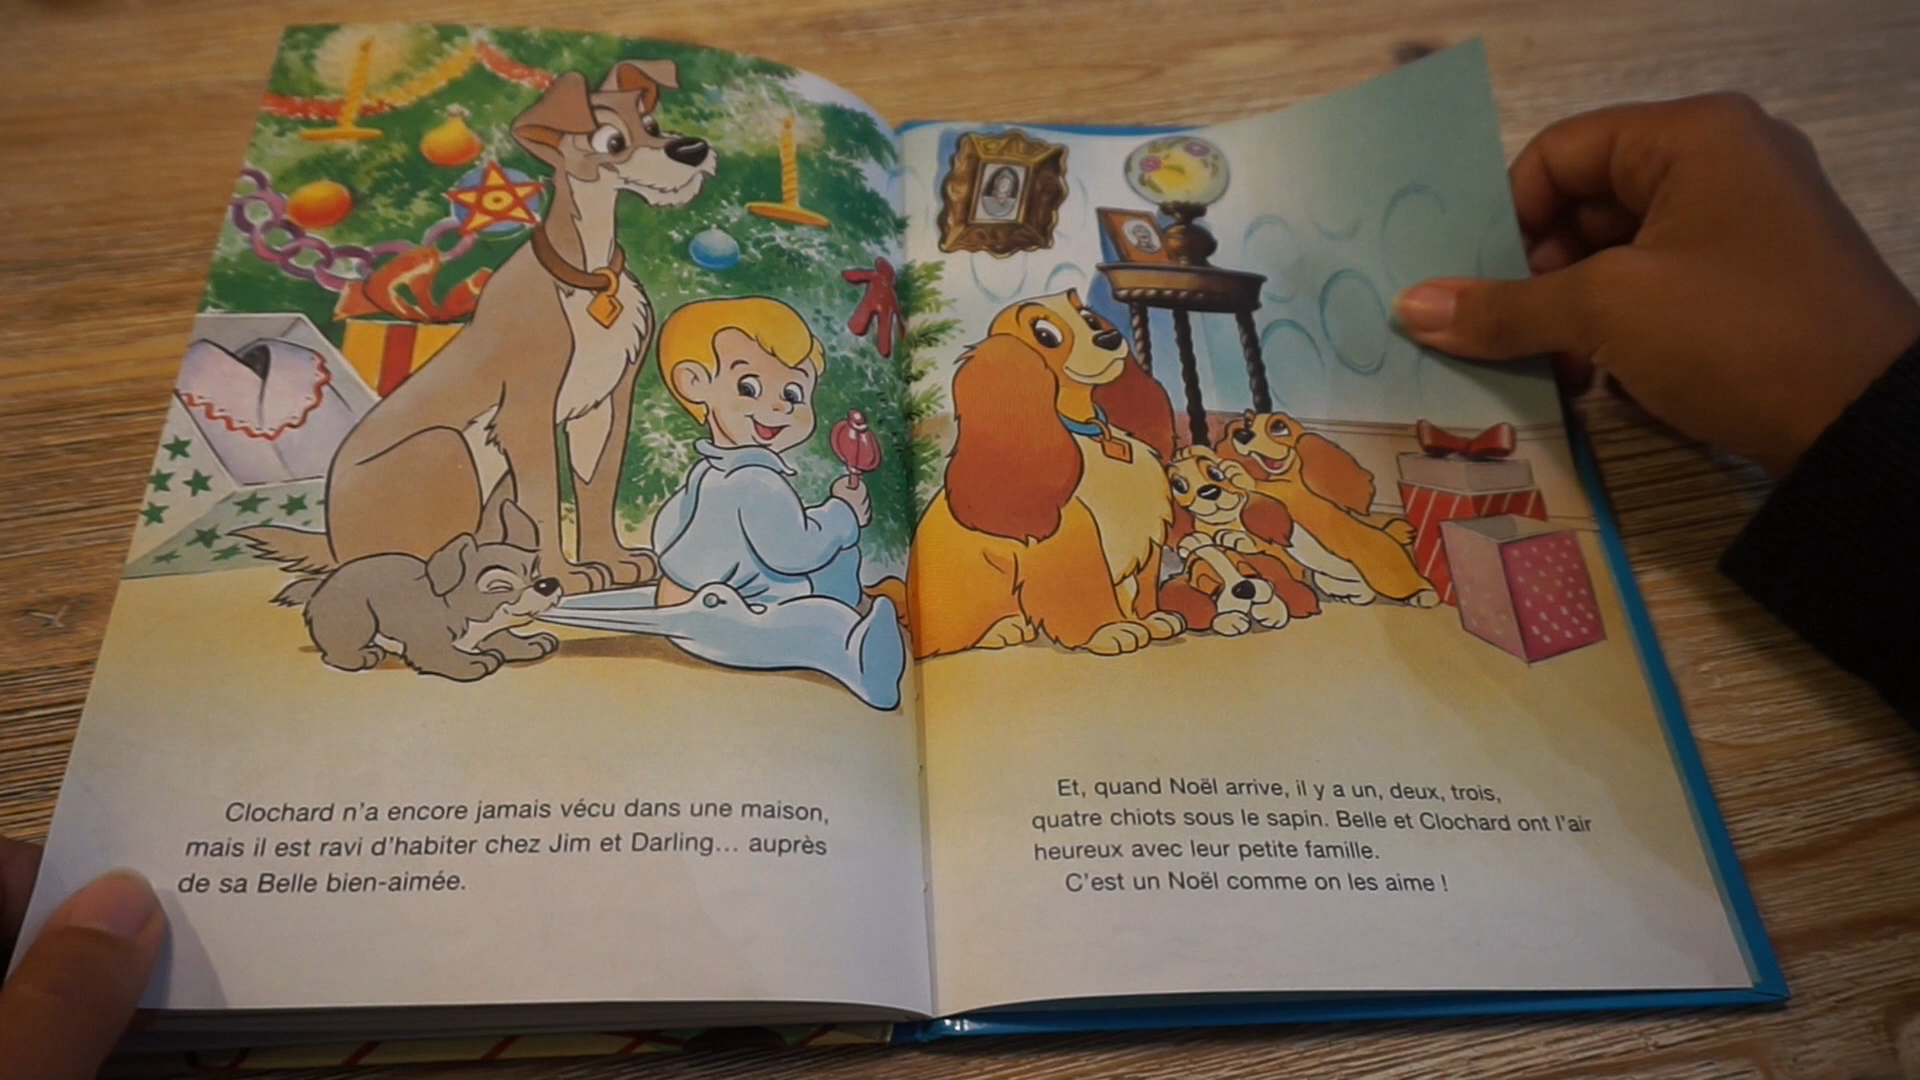 Clochard n'a encore jamais vécu dans une maison,
mais il est ravi d'habiter chez Jim et Darling... auprès
de sa Belle bien-aimée.
Et, quand Noël arrive, il y a un, deux, trois,
quatre chiots sous le sapin. Belle et Clochard ont l'air
heureux avec leur petite famille.
C'est un Noël comme on les aime !